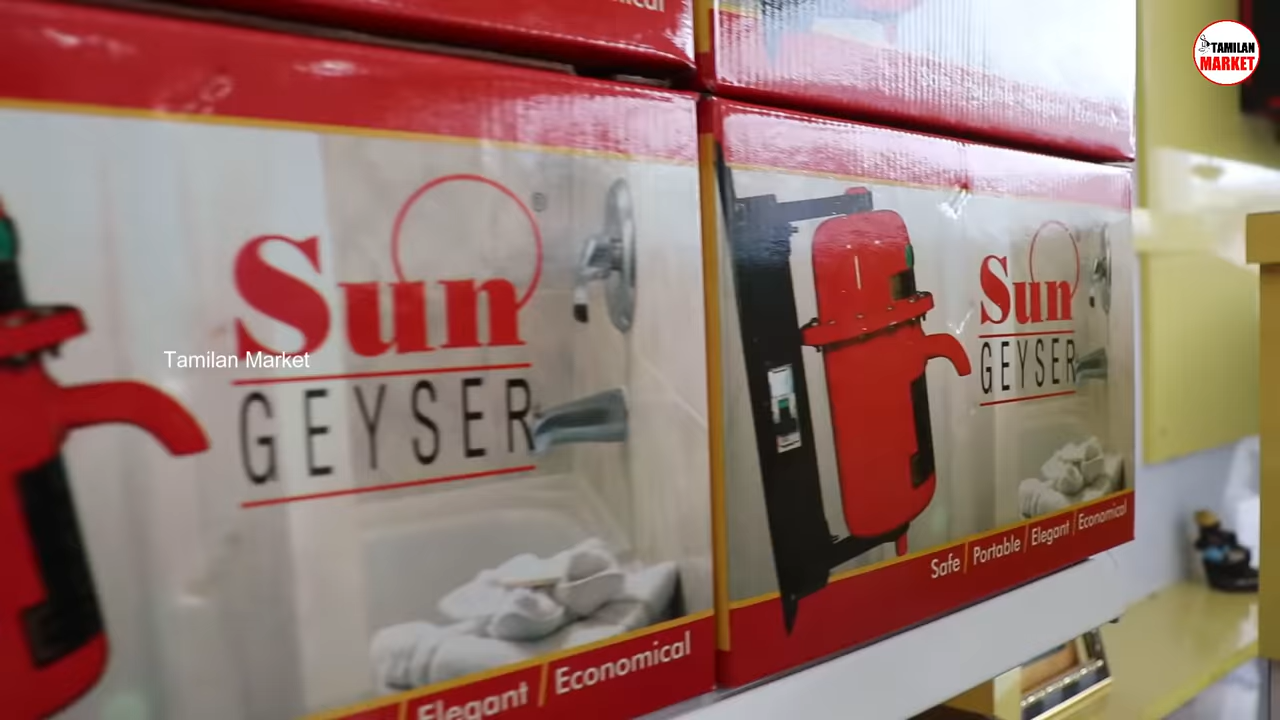 TAMILAN
MARKET
Sun
GEYSER
Tamilan Market
Elegant / Economical
Sun
GEYSER
Safe / Portable / Elegant / Economical